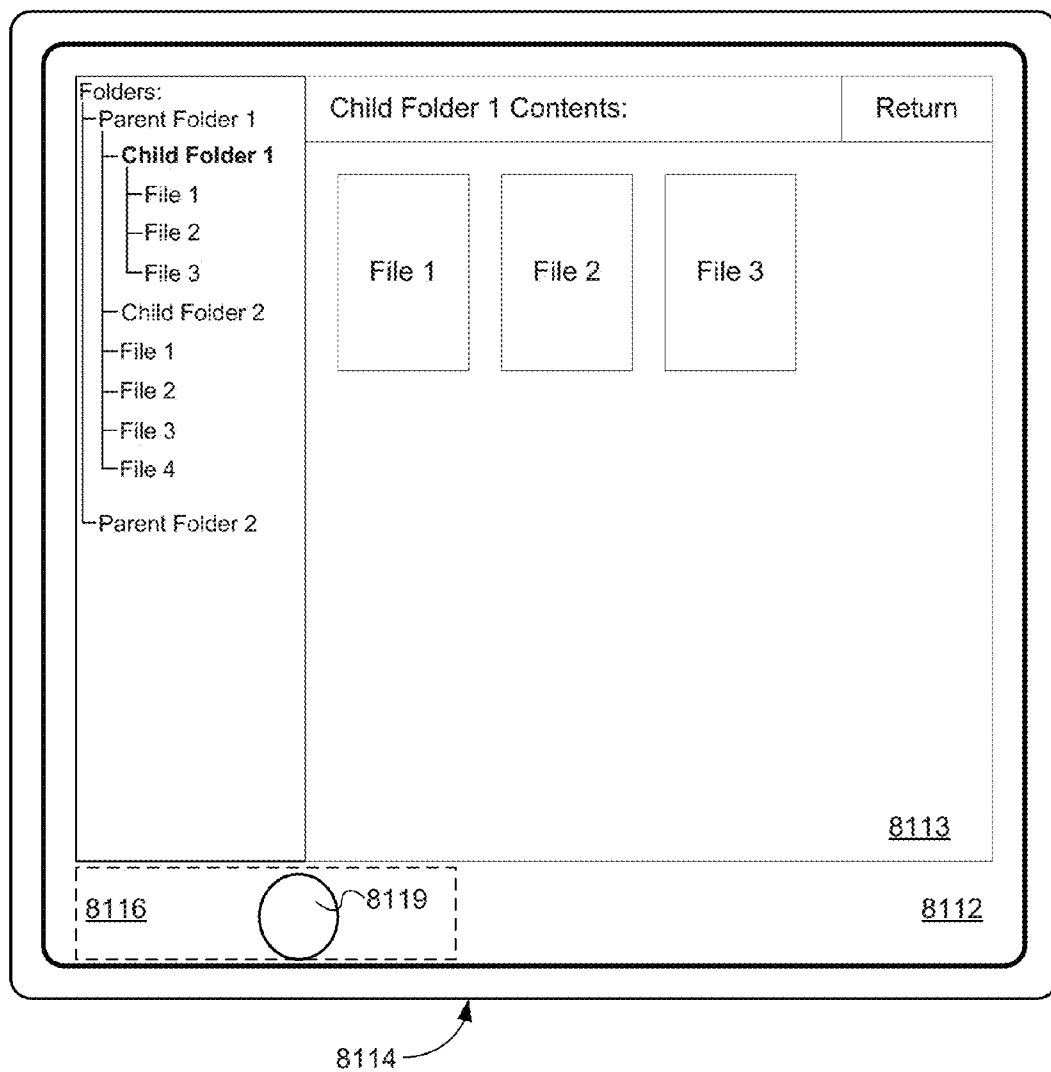 Folders:
Parent Folder 1
Child Folder 1
File 1
File 2
File 3
Child Folder 2
File 1
File 2
File 3
File 4
Parent Folder 2
Child Folder 1 Contents:
Return
File 1
File 2
File 3
8113
8116
8119
8112
8114